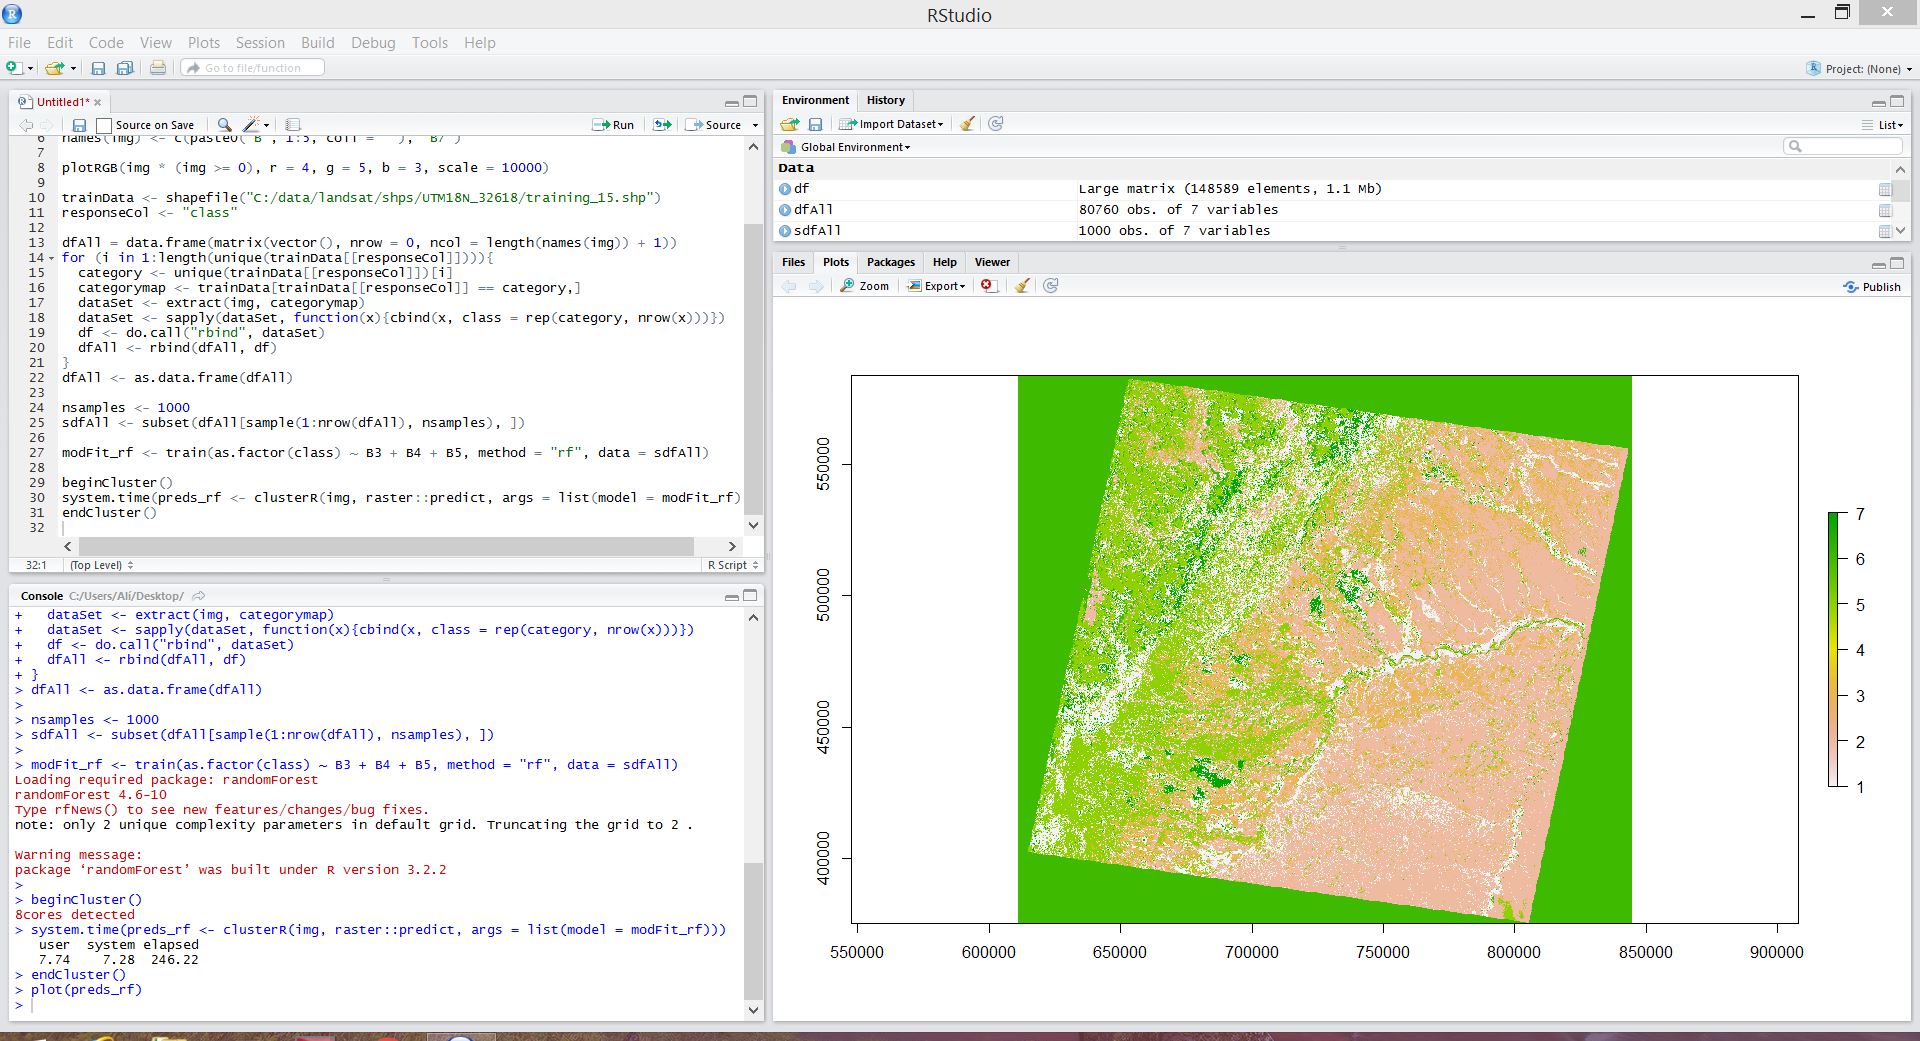 RStudio
File Edit Code View Plots Session Build Debug Tools Help
Go to file/function
Project: (None)
Untitled1*
Source on Save
Run
Source
6 names(img) <- c(paste0("B", 1:5, coll = ""), "B7")
7
8 plotRGB(img * (img >= 0), r = 4, g = 5, b = 3, scale = 10000)
9
10 trainData <- shapefile("C:/data/landsat/shps/UTM18N_32618/training_15.shp")
11 responseCol <- "class"
12
13 dfAll = data.frame(matrix(vector(), nrow = 0, ncol = length(names(img)) + 1))
14 for (i in 1:length(unique(trainData[[responseCol]]))){
15 category <- unique(trainData[[responseCol]])[i]
16 categorymap <- trainData[trainData[[responseCol]] == category,]
17 dataSet <- extract(img, categorymap)
18 dataSet <- sapply(dataSet, function(x){cbind(x, class = rep(category, nrow(x)))})
19 df <- do.call("rbind", dataSet)
20 dfAll <- rbind(dfAll, df)
21 }
22 dfAll <- as.data.frame(dfAll)
23
24 nsamples <- 1000
25 sdfAll <- subset(dfAll[sample(1:nrow(dfAll), nsamples), ])
26
27 modFit_rf <- train(as.factor(class) ~ B3 + B4 + B5, method = "rf", data = sdfAll)
28
29 beginCluster()
30 system.time(preds_rf <- clusterR(img, raster::predict, args = list(model = modFit_rf)
31 endCluster()
32
32:1 (Top Level) R Script
Console C:/Users/Ali/Desktop/
+ dataSet <- extract(img, categorymap)
+ dataSet <- sapply(dataSet, function(x){cbind(x, class = rep(category, nrow(x)))})
+ df <- do.call("rbind", dataSet)
+ dfAll <- rbind(dfAll, df)
+ }
> dfAll <- as.data.frame(dfAll)
>
> nsamples <- 1000
> sdfAll <- subset(dfAll[sample(1:nrow(dfAll), nsamples), ])
>
> modFit_rf <- train(as.factor(class) ~ B3 + B4 + B5, method = "rf", data = sdfAll)
Loading required package: randomForest
randomForest 4.6-10
Type rfNews() to see new features/changes/bug fixes.
note: only 2 unique complexity parameters in default grid. Truncating the grid to 2 .
Warning message:
package ‘randomForest’ was built under R version 3.2.2
>
> beginCluster()
8cores detected
> system.time(preds_rf <- clusterR(img, raster::predict, args = list(model = modFit_rf)))
user system elapsed
7.74 7.28 246.22
> endCluster()
> plot(preds_rf)
>
Environment History
Import Dataset
List
Global Environment
Data
df Large matrix (148589 elements, 1.1 Mb)
dfAll 80760 obs. of 7 variables
sdfAll 1000 obs. of 7 variables
Files Plots Packages Help Viewer
Zoom Export Publish
550000
500000
450000
400000
550000 600000 650000 700000 750000 800000 850000 900000
7
6
5
4
3
2
1